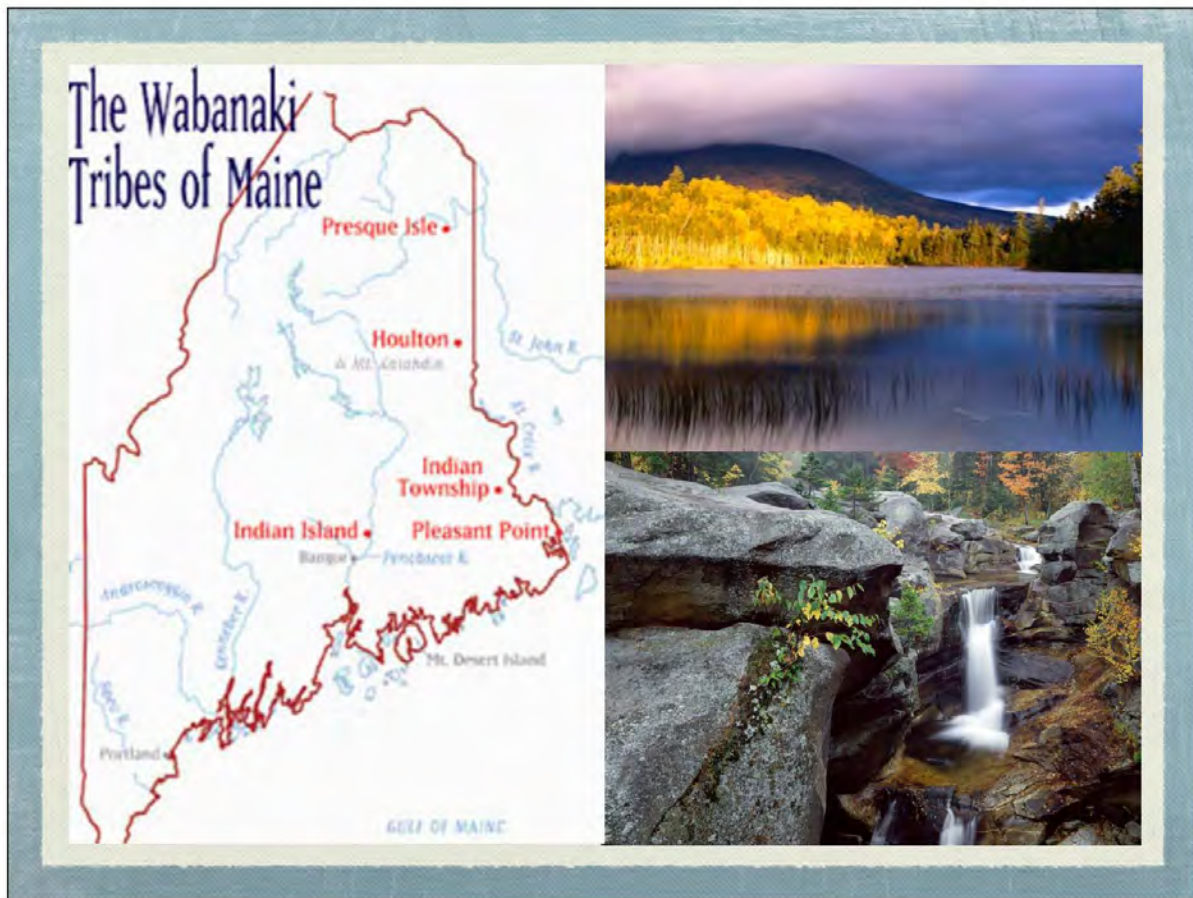 The Wabanaki
Tribes of Maine
Presque Isle
St. John R.
Houlton
Mt. Katahdin
St. Croix R.
Indian
Township
Indian Island
Pleasant Point
Bangor
Penobscot R.
Androscoggin R.
Kennebec R.
Mt. Desert Island
Saco R.
Portland
GULF OF MAINE